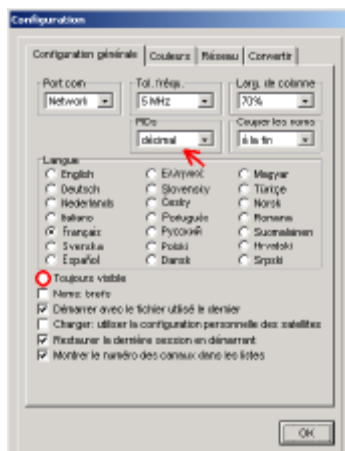 Configuration
Configuration générale Couleurs Réseau Convertir
Port com Tol. fréqu. Larg. de colonne
Network 5 MHz 70%
PIDs Couper les noms
décimal à la fin
Langue
English Ελληνικά Magyar
Deutsch Slovensky Türkçe
Nederlands Česky Norsk
Italiano Português Romana
Français Русский Suomalainen
Svenska Polski Hrvatski
Español Dansk Srpski
Toujours visible
Noms brefs
Démarrer avec le fichier utilisé le dernier
Charger: utiliser la configuration personnelle des satellites
Restaurer la dernière session en démarrant
Montrer le numéro des canaux dans les listes
OK